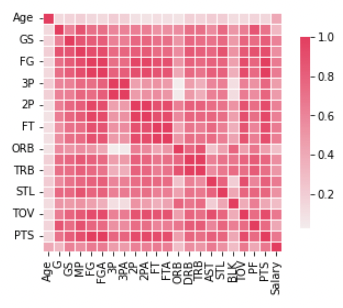 Age
GS
FG
3P
2P
FT
ORB
TRB
STL
TOV
PTS
1.0
0.8
0.6
0.4
0.2
Age
G
GS
MP
FG
FGA
3P
3PA
2P
2PA
FT
FTA
ORB
DRB
TRB
AST
STL
BLK
TOV
PF
PTS
Salary